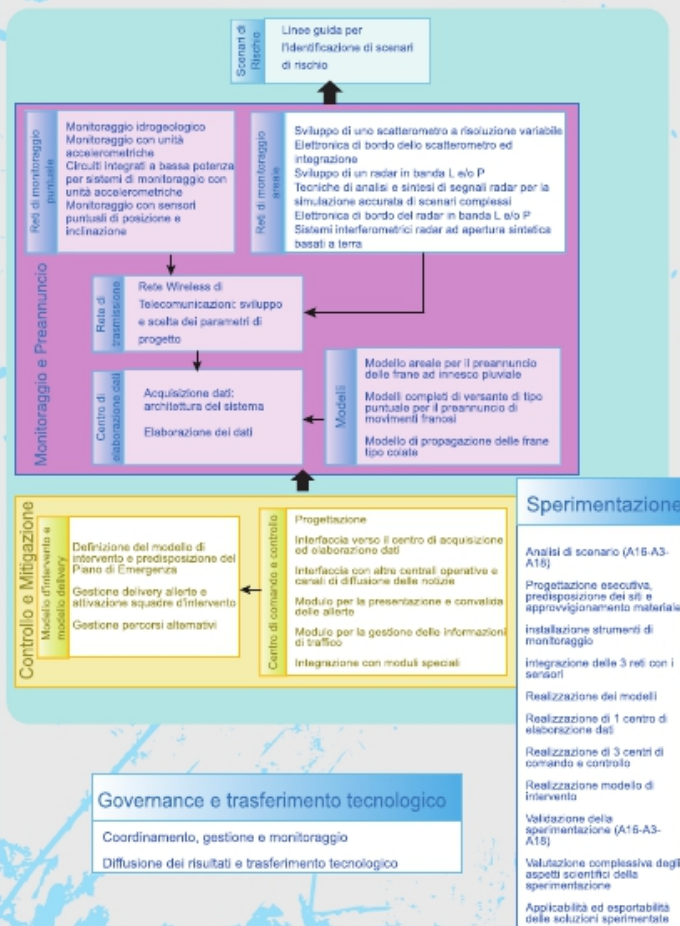 Scenari di
Rischio
Linee guida per
l'identificazione di scenari
di rischio
Monitoraggio e Preannuncio
Reti di monitoraggio
puntuale
Monitoraggio idrogeologico
Monitoraggio con unità
accelerometriche
Circuiti integrati a bassa potenza
per sistemi di monitoraggio con
unità accelerometriche
Monitoraggio con sensori
puntuali di posizione e
inclinazione
Reti di monitoraggio
areale
Sviluppo di uno scatterometro a risoluzione variabile
Elettronica di bordo dello scatterometro ed
integrazione
Sviluppo di un radar in banda L e/o P
Tecniche di analisi e sintesi di segnali radar per la
simulazione accurata di scenari complessi
Elettronica di bordo del radar in banda L e/o P
Sistemi interferometrici radar ad apertura sintetica
basati a terra
Rete di
trasmissione
Rete Wireless di
Telecomunicazioni: sviluppo
e scelta dei parametri di
progetto
Centro di
elaborazione dati
Acquisizione dati:
architettura del sistema
Elaborazione dei dati
Modelli
Modello areale per il preannuncio
delle frane ad innesco pluviale
Modelli completi di versante di tipo
puntuale per il preannuncio di
movimenti franosi
Modello di propagazione delle frane
tipo colate
Controllo e Mitigazione
Modello d'intervento e
modello delivery
Definizione del modello di
intervento e predisposizione del
Piano di Emergenza
Gestione delivery allerte e
attivazione squadre d'intervento
Gestione percorsi alternativi
Centro di comando e controllo
Progettazione
Interfaccia verso il centro di acquisizione
ed elaborazione dati
Interfaccia con altre centrali operative e
canali di diffusione delle notizie
Modulo per la presentazione e convalida
delle allerte
Modulo per la gestione delle informazioni
di traffico
Integrazione con moduli speciali
Sperimentazione
Analisi di scenario (A16-A3-
A18)
Progettazione esecutiva,
predisposizione dei siti e
approvvigionamento materiale
installazione strumenti di
monitoraggio
integrazione delle 3 reti con i
sensori
Realizzazione dei modelli
Realizzazione di 1 centro di
elaborazione dati
Realizzazione di 3 centri di
comando e controllo
Realizzazione modello di
intervento
Validazione della
sperimentazione (A16-A3-
A18)
Valutazione complessiva degli
aspetti scientifici della
sperimentazione
Applicabilità ed esportabilità
delle soluzioni sperimentate
Governance e trasferimento tecnologico
Coordinamento, gestione e monitoraggio
Diffusione dei risultati e trasferimento tecnologico